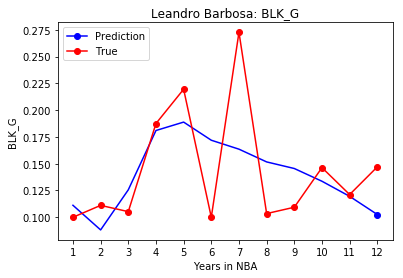 Leandro Barbosa: BLK_G
Prediction
True
0.275
0.250
0.225
0.200
0.175
0.150
0.125
0.100
BLK_G
1 2 3 4 5 6 7 8 9 10 11 12
Years in NBA